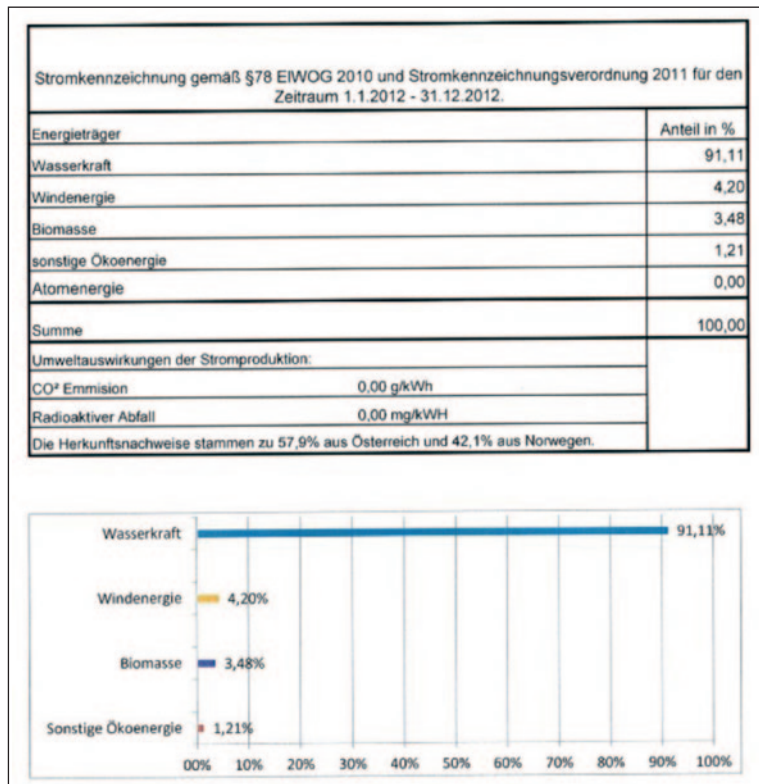 Stromkennzeichnung gemäß §78 ElWOG 2010 und Stromkennzeichnungsverordnung 2011 für den
Zeitraum 1.1.2012 - 31.12.2012.
Energieträger Anteil in %
Wasserkraft 91,11
Windenergie 4,20
Biomasse 3,48
sonstige Ökoenergie 1,21
Atomenergie 0,00
Summe 100,00
Umweltauswirkungen der Stromproduktion:
CO² Emmision 0,00 g/kWh
Radioaktiver Abfall 0,00 mg/kWH
Die Herkunftsnachweise stammen zu 57,9% aus Österreich und 42,1% aus Norwegen.
Wasserkraft 91,11%
Windenergie 4,20%
Biomasse 3,48%
Sonstige Ökoenergie 1,21%
00% 10% 20% 30% 40% 50% 60% 70% 80% 90% 100%